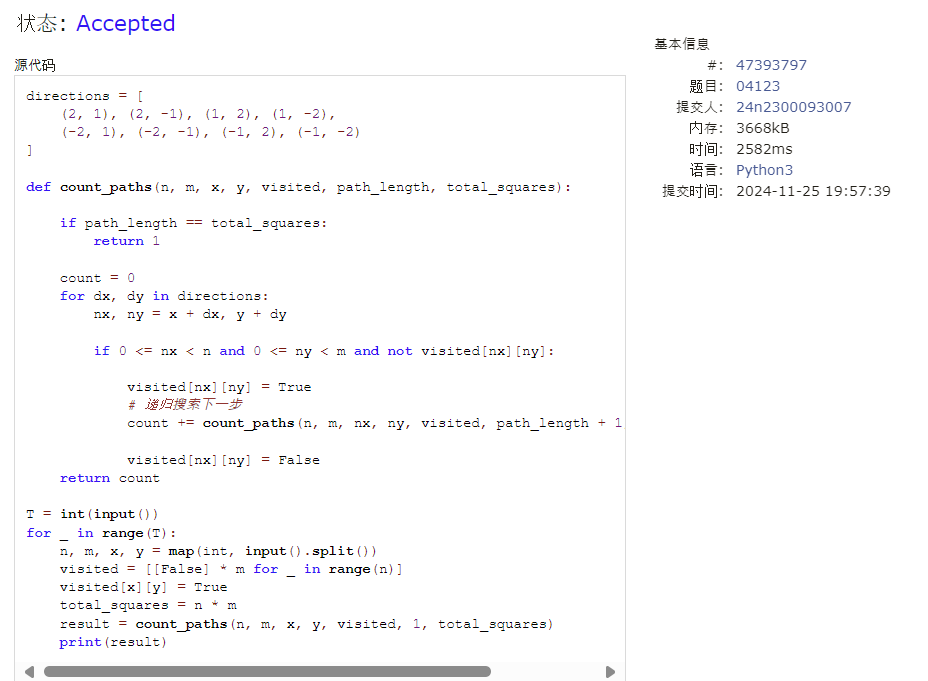 状态: Accepted
源代码
directions = [
    (2, 1), (2, -1), (1, 2), (1, -2),
    (-2, 1), (-2, -1), (-1, 2), (-1, -2)
]
def count_paths(n, m, x, y, visited, path_length, total_squares):
    if path_length == total_squares:
        return 1
    count = 0
    for dx, dy in directions:
        nx, ny = x + dx, y + dy
        if 0 <= nx < n and 0 <= ny < m and not visited[nx][ny]:
            visited[nx][ny] = True
            # 递归搜索下一步
            count += count_paths(n, m, nx, ny, visited, path_length + 1
            visited[nx][ny] = False
    return count
T = int(input())
for _ in range(T):
    n, m, x, y = map(int, input().split())
    visited = [[False] * m for _ in range(n)]
    visited[x][y] = True
    total_squares = n * m
    result = count_paths(n, m, x, y, visited, 1, total_squares)
    print(result)
基本信息
#: 47393797
题目: 04123
提交人: 24n2300093007
内存: 3668kB
时间: 2582ms
语言: Python3
提交时间: 2024-11-25 19:57:39